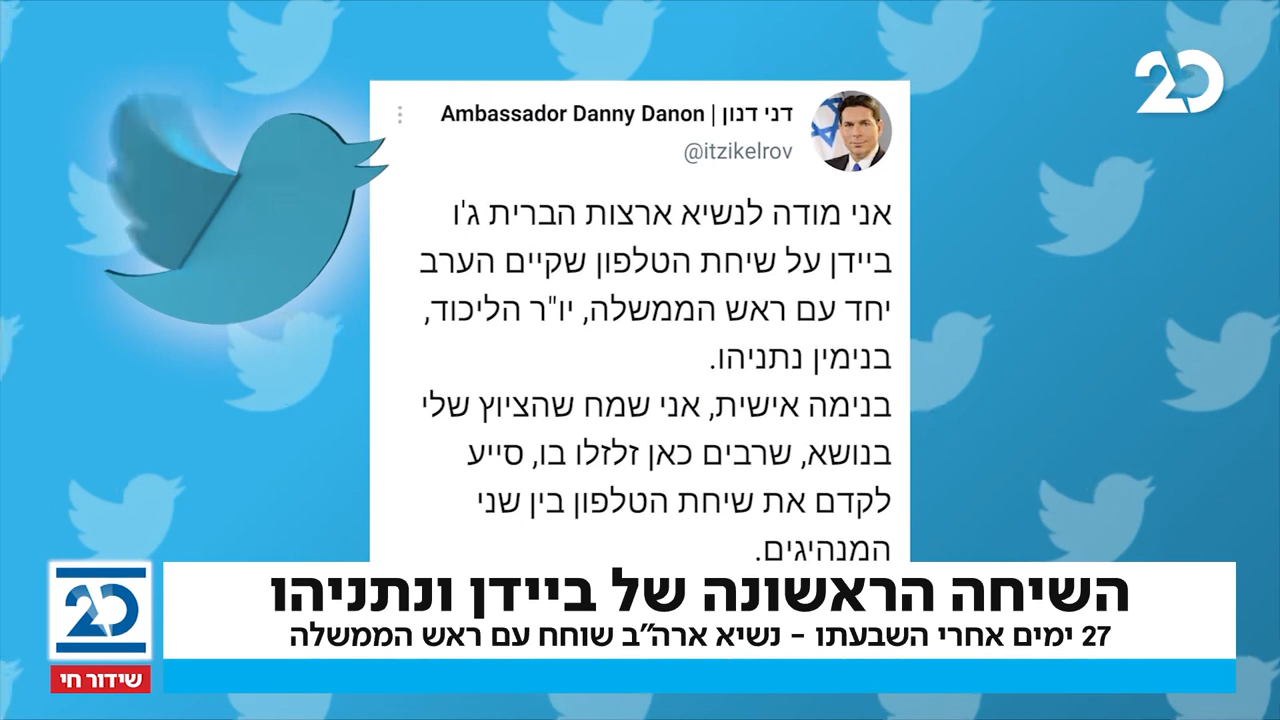 20
דני דנון | Ambassador Danny Danon
@itzikelrov
אני מודה לנשיא ארצות הברית ג'ו
ביידן על שיחת הטלפון שקיים הערב
יחד עם ראש הממשלה, יו"ר הליכוד,
בנימין נתניהו.
בנימה אישית, אני שמח שהציוץ שלי
בנושא, שרבים כאן זלזלו בו, סייע
לקדם את שיחת הטלפון בין שני
המנהיגים.
השיחה הראשונה של ביידן ונתניהו
27 ימים אחרי השבעתו - נשיא ארה"ב שוחח עם ראש הממשלה
20
שידור חי